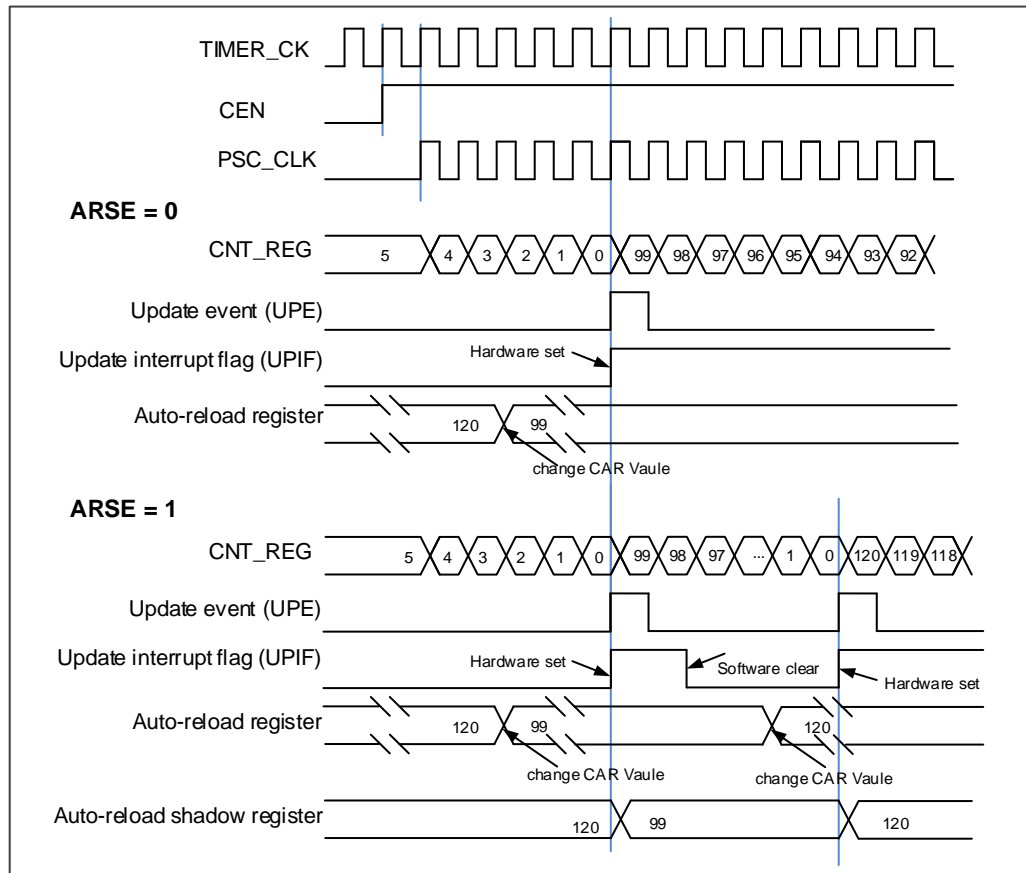 TIMER_CK
CEN
PSC_CLK
ARSE = 0
CNT_REG 5 4 3 2 1 0 99 98 97 96 95 94 93 92
Update event (UPE)
Update interrupt flag (UPIF) Hardware set
Auto-reload register 120 99
change CAR Vaule
ARSE = 1
CNT_REG 5 4 3 2 1 0 99 98 97 ... 1 0 120 119 118
Update event (UPE)
Update interrupt flag (UPIF) Hardware set Software clear Hardware set
Auto-reload register 120 99 120
change CAR Vaule change CAR Vaule
Auto-reload shadow register 120 99 120